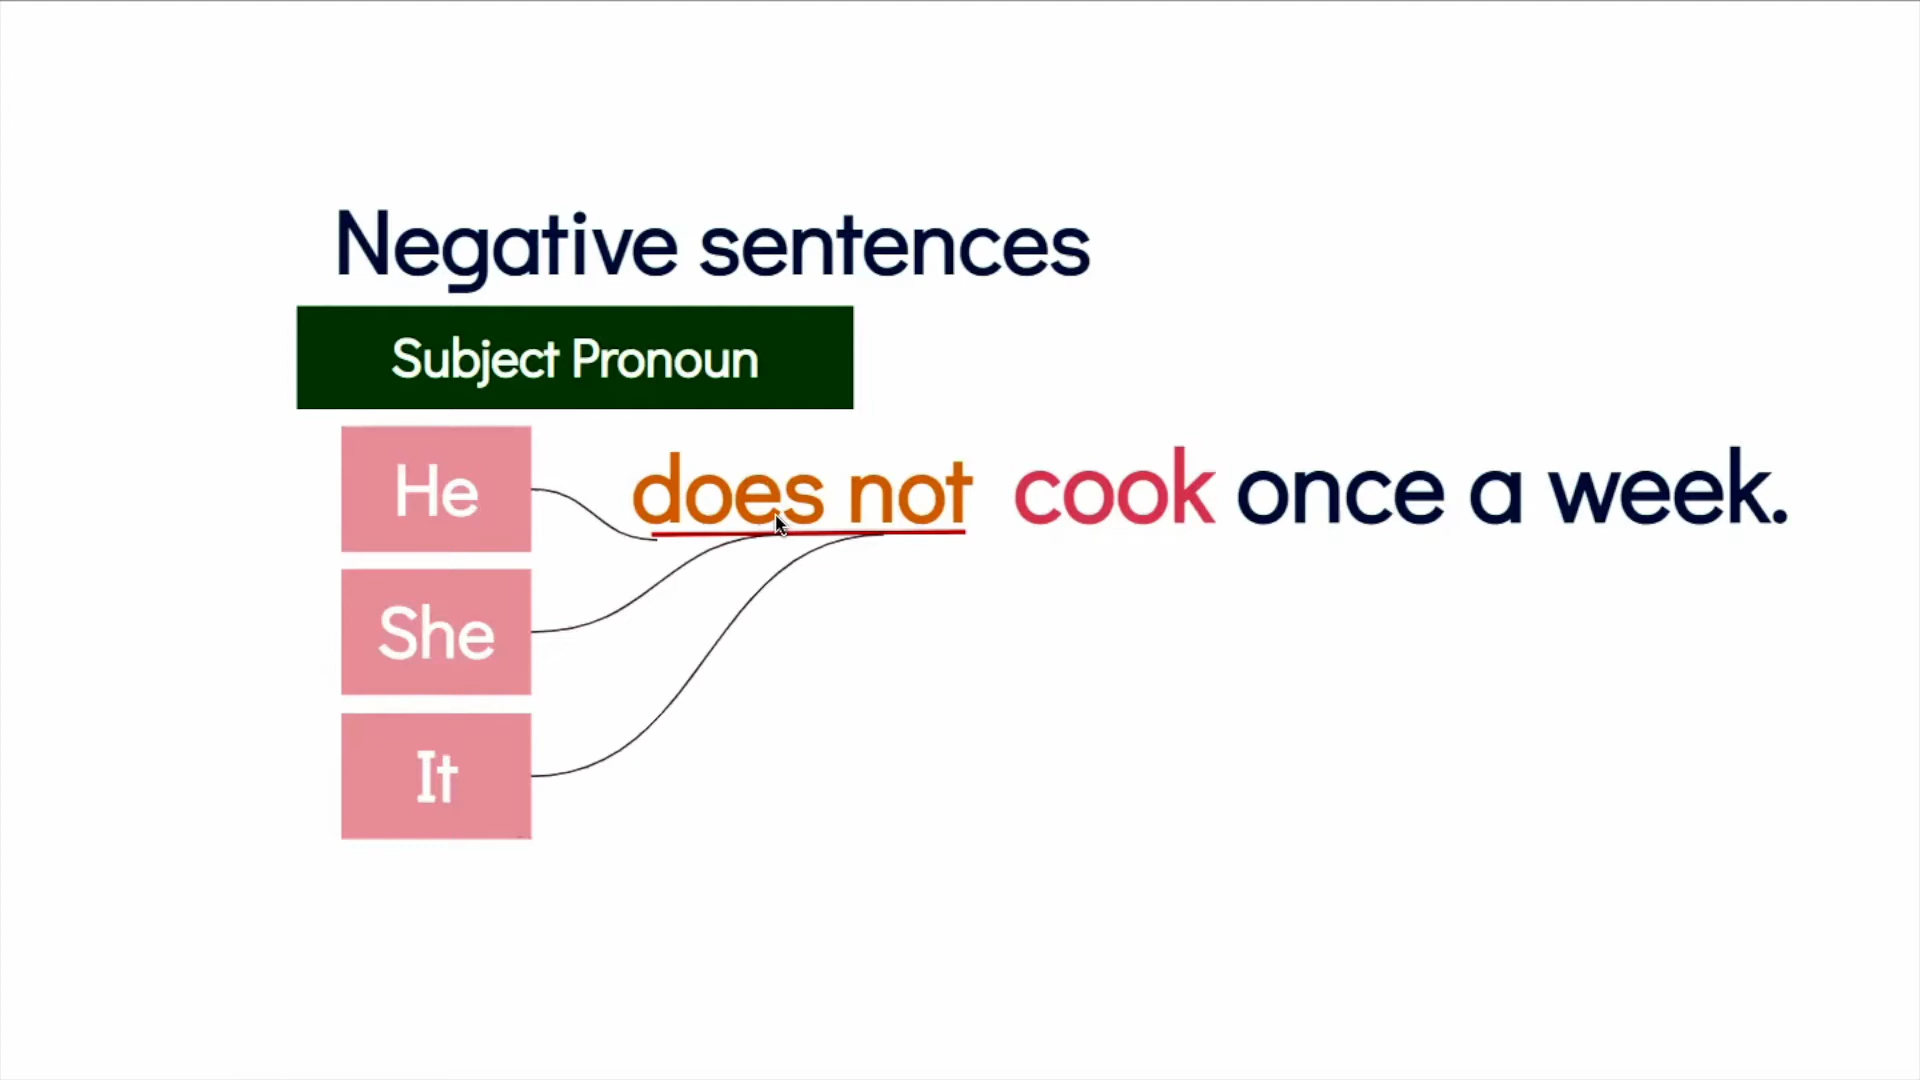 Negative sentences
Subject Pronoun
He does not cook once a week.
She
It